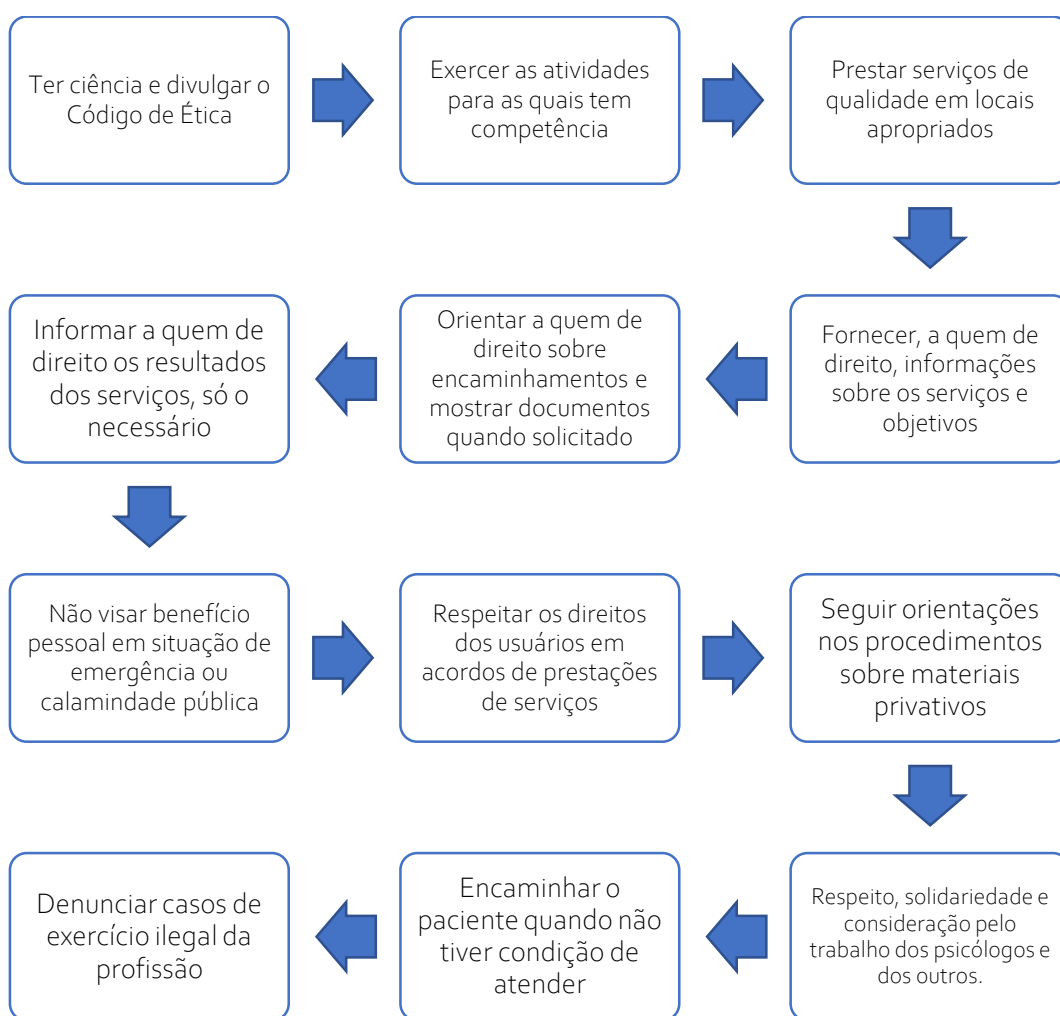 Ter ciência e divulgar o
Código de Ética
Exercer as atividades
para as quais tem
competência
Prestar serviços de
qualidade em locais
apropriados
Fornecer, a quem de
direito, informações
sobre os serviços e
objetivos
Orientar a quem de
direito sobre
encaminhamentos e
mostrar documentos
quando solicitado
Informar a quem de
direito os resultados
dos serviços, só o
necessário
Não visar benefício
pessoal em situação de
emergência ou
calamindade pública
Respeitar os direitos
dos usuários em
acordos de prestações
de serviços
Seguir orientações
nos procedimentos
sobre materiais
privativos
Respeito, solidariedade e
consideração pelo
trabalho dos psicólogos e
dos outros.
Encaminhar o
paciente quando não
tiver condição de
atender
Denunciar casos de
exercício ilegal da
profissão